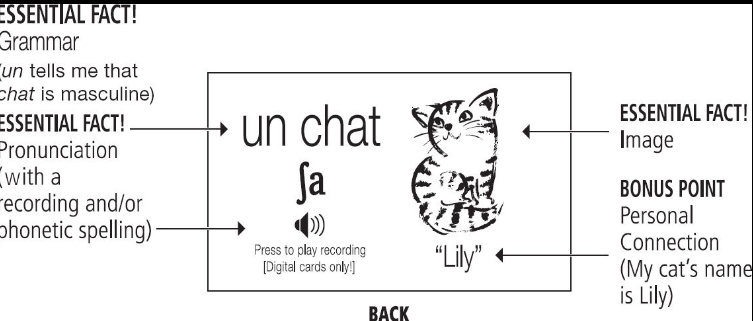 ESSENTIAL FACT!
Grammar
(un tells me that
chat is masculine)
ESSENTIAL FACT!
Pronunciation
(with a
recording and/or
phonetic spelling)
un chat
ʃa
Press to play recording
[Digital cards only!]
“Lily”
ESSENTIAL FACT!
Image
BONUS POINT
Personal
Connection
(My cat’s name
is Lily)
BACK